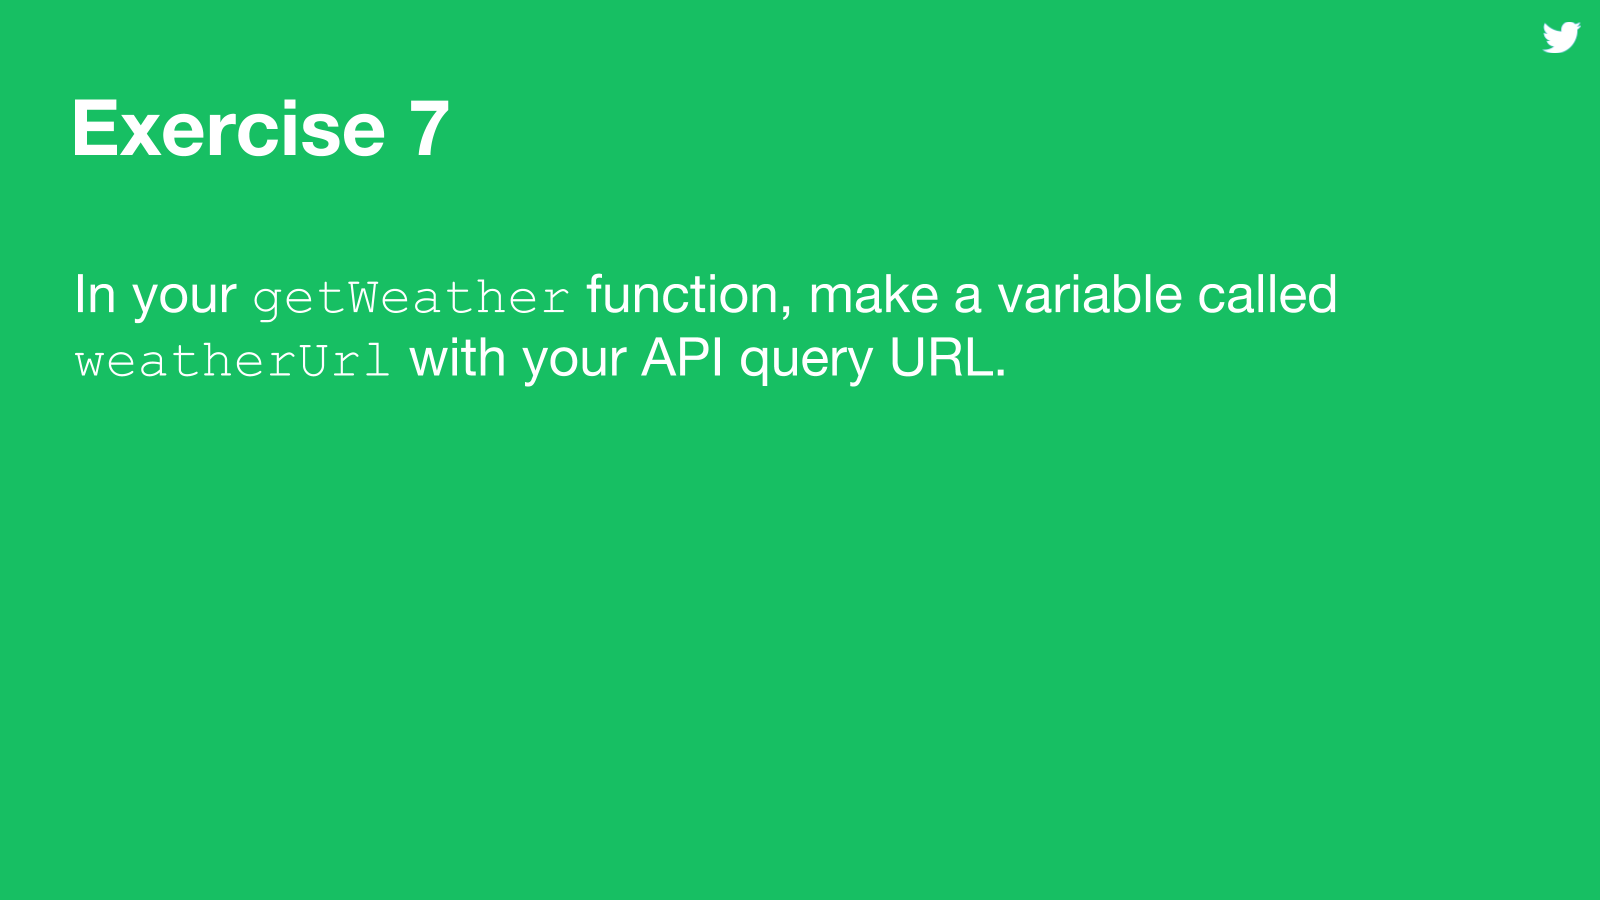 Exercise 7
In your getWeather function, make a variable called
weatherUrl with your API query URL.